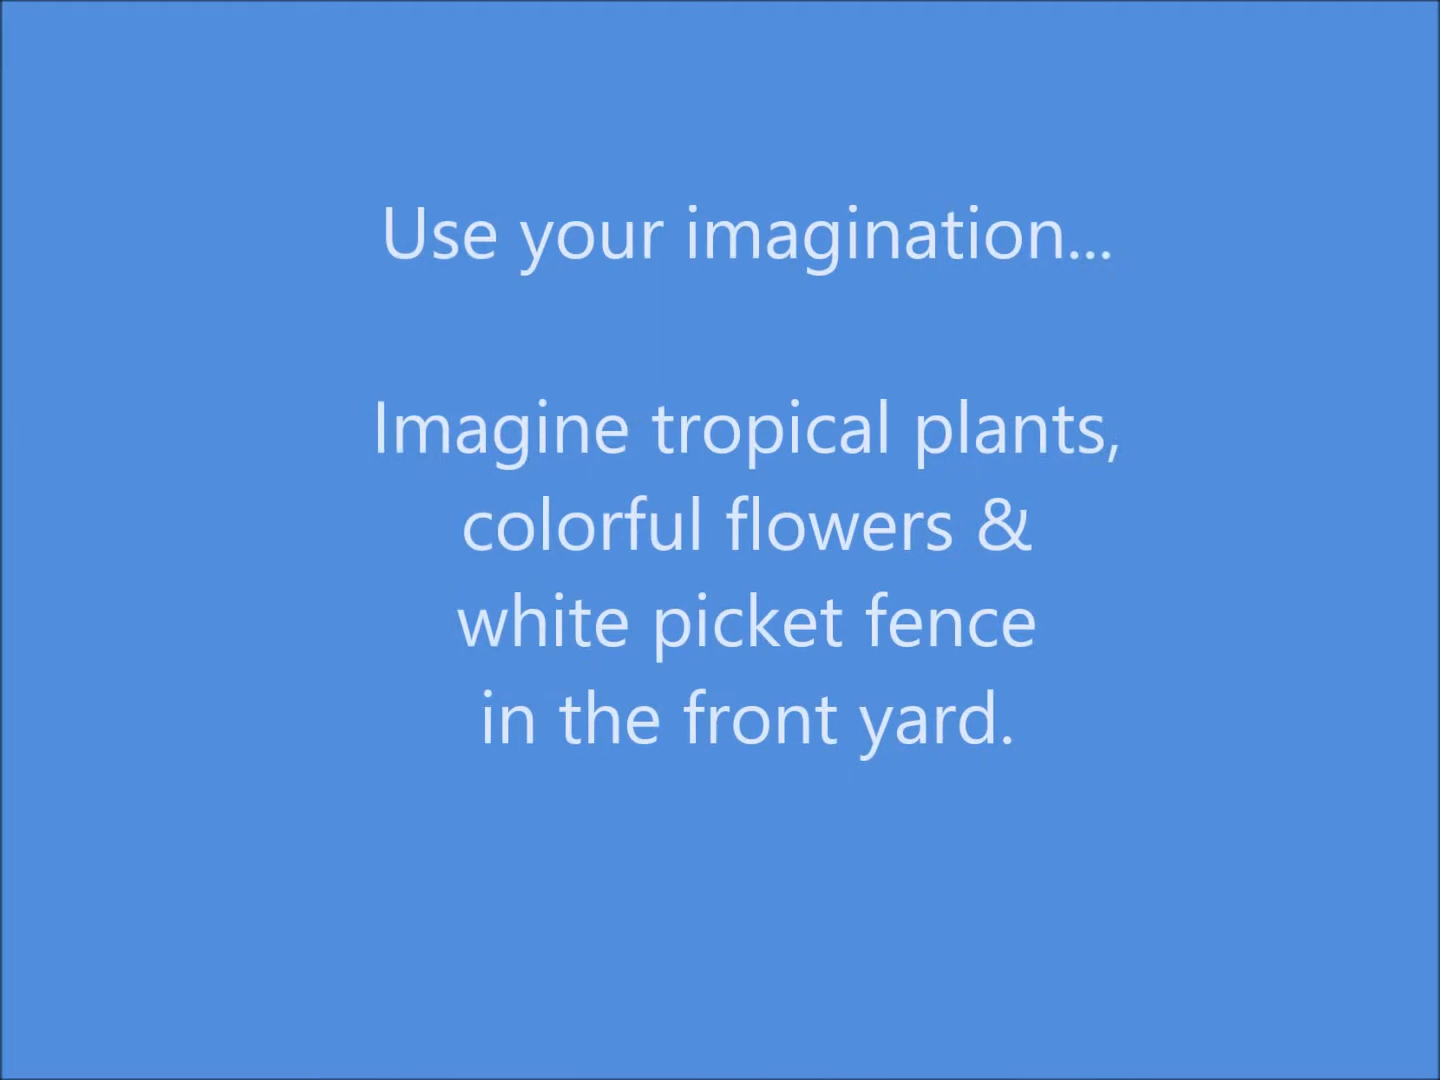 Use your imagination...
Imagine tropical plants,
colorful flowers &
white picket fence
in the front yard.